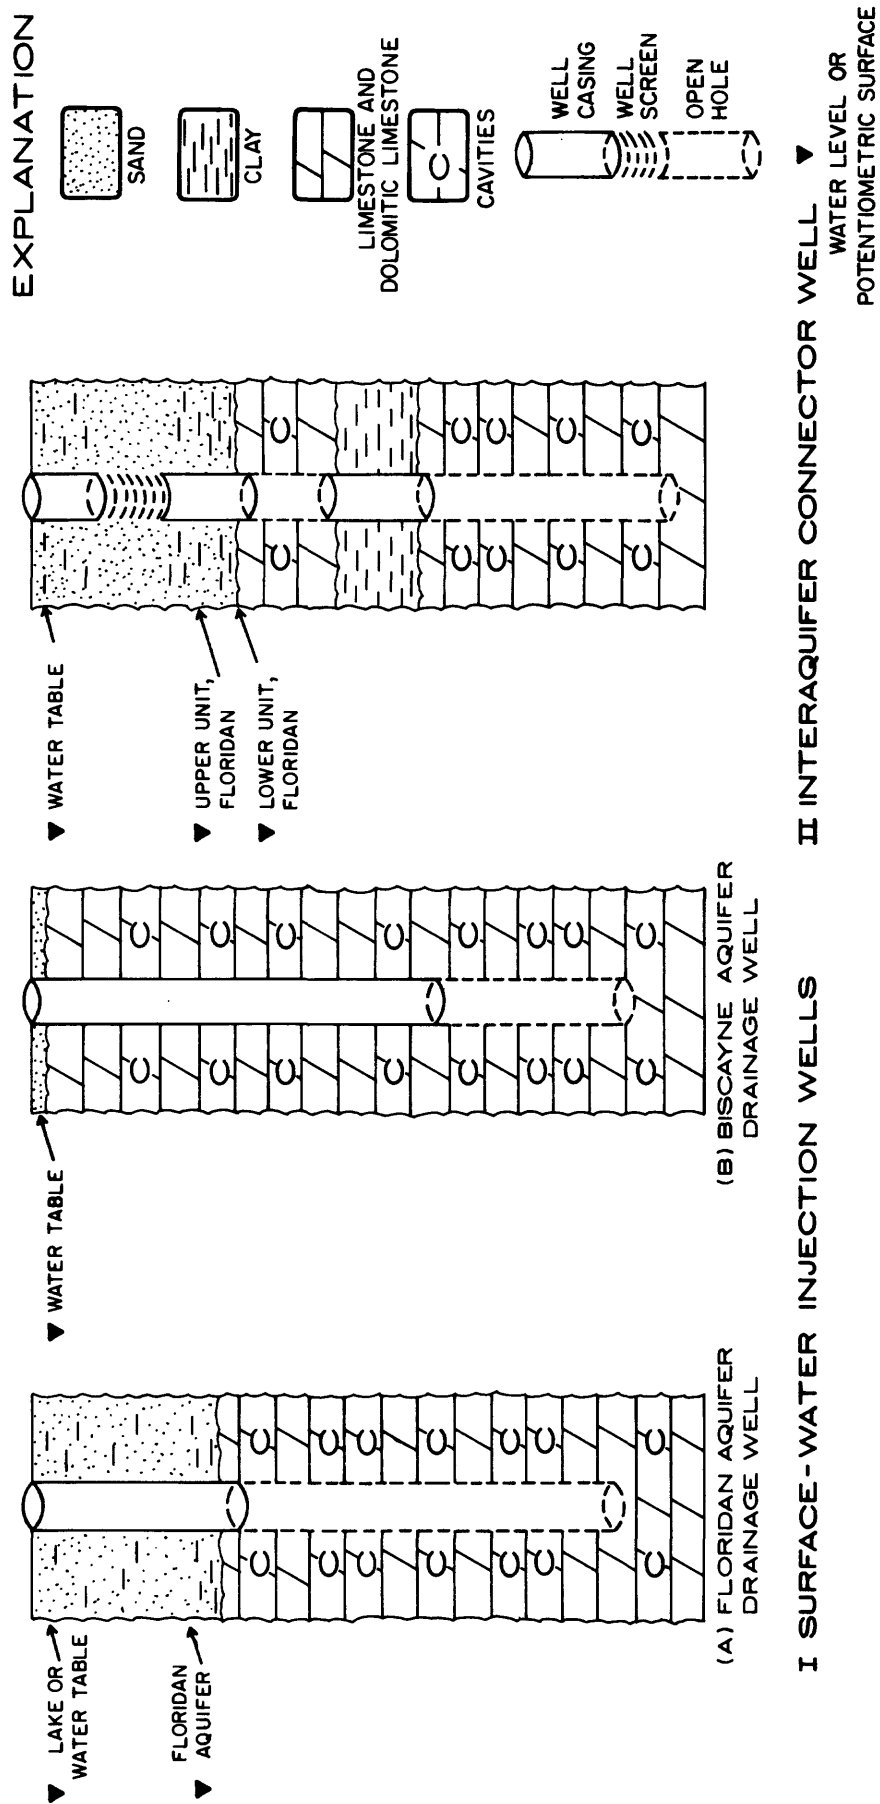 ▼ LAKE OR
WATER TABLE
FLORIDAN
▼ AQUIFER
(A) FLORIDAN AQUIFER
DRAINAGE WELL
▼ WATER TABLE
(B) BISCAYNE AQUIFER
DRAINAGE WELL
I SURFACE-WATER INJECTION WELLS
▼ WATER TABLE
▼ UPPER UNIT,
FLORIDAN
▼ LOWER UNIT,
FLORIDAN
II INTERAQUIFER CONNECTOR WELL
EXPLANATION
SAND
CLAY
LIMESTONE AND
DOLOMITIC LIMESTONE
C
CAVITIES
WELL
CASING
WELL
SCREEN
OPEN
HOLE
▼
WATER LEVEL OR
POTENTIOMETRIC SURFACE